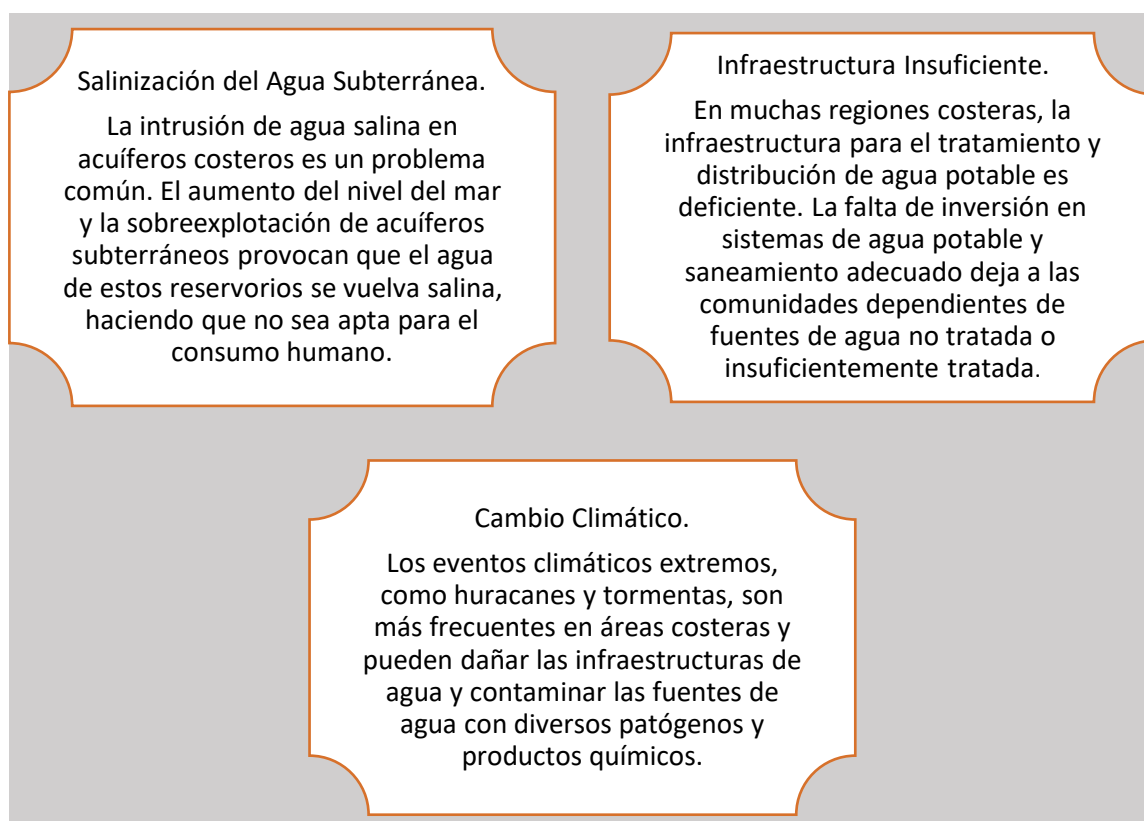 Salinización del Agua Subterránea.
La intrusión de agua salina en
acuíferos costeros es un problema
común. El aumento del nivel del mar
y la sobreexplotación de acuíferos
subterráneos provocan que el agua
de estos reservorios se vuelva salina,
haciendo que no sea apta para el
consumo humano.
Infraestructura Insuficiente.
En muchas regiones costeras, la
infraestructura para el tratamiento y
distribución de agua potable es
deficiente. La falta de inversión en
sistemas de agua potable y
saneamiento adecuado deja a las
comunidades dependientes de
fuentes de agua no tratada o
insuficientemente tratada.
Cambio Climático.
Los eventos climáticos extremos,
como huracanes y tormentas, son
más frecuentes en áreas costeras y
pueden dañar las infraestructuras de
agua y contaminar las fuentes de
agua con diversos patógenos y
productos químicos.